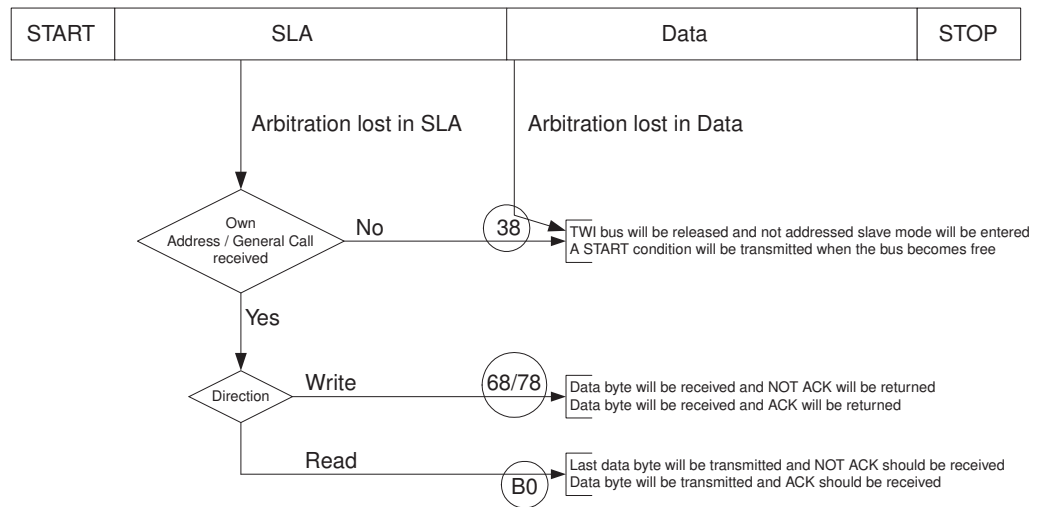 START SLA Data STOP
Arbitration lost in SLA Arbitration lost in Data
Own
Address / General Call
received
No
38
TWI bus will be released and not addressed slave mode will be entered
A START condition will be transmitted when the bus becomes free
Yes
Direction
Write
68/78
Data byte will be received and NOT ACK will be returned
Data byte will be received and ACK will be returned
Read
B0
Last data byte will be transmitted and NOT ACK should be received
Data byte will be transmitted and ACK should be received